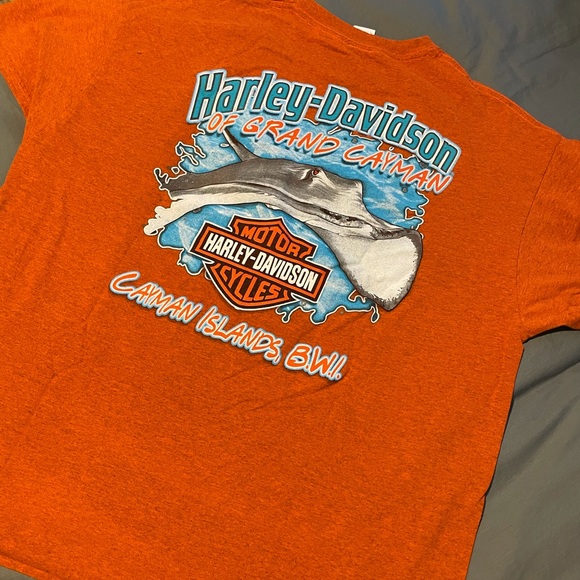 Harley-Davidson
OF GRAND CAYMAN
MOTOR
HARLEY-DAVIDSON
CYCLES
CAYMAN ISLANDS, B.W.I.